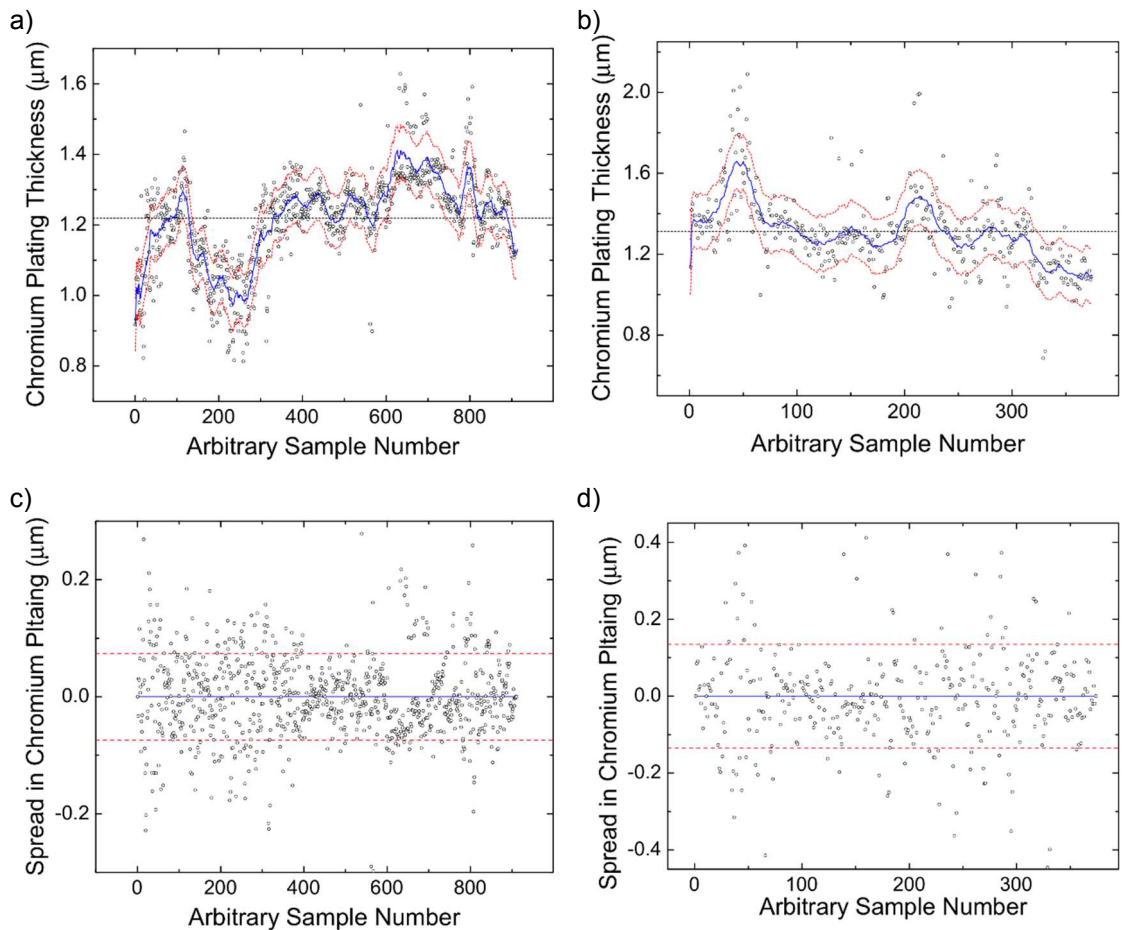 a)
Chromium Plating Thickness (μm)
1.6
1.4
1.2
1.0
0.8
0 200 400 600 800
Arbitrary Sample Number
b)
Chromium Plating Thickness (μm)
2.0
1.6
1.2
0.8
0 100 200 300
Arbitrary Sample Number
c)
Spread in Chromium Pltaing (μm)
0.2
0.0
-0.2
0 200 400 600 800
Arbitrary Sample Number
d)
Spread in Chromium Pltaing (μm)
0.4
0.2
0.0
-0.2
-0.4
0 100 200 300
Arbitrary Sample Number